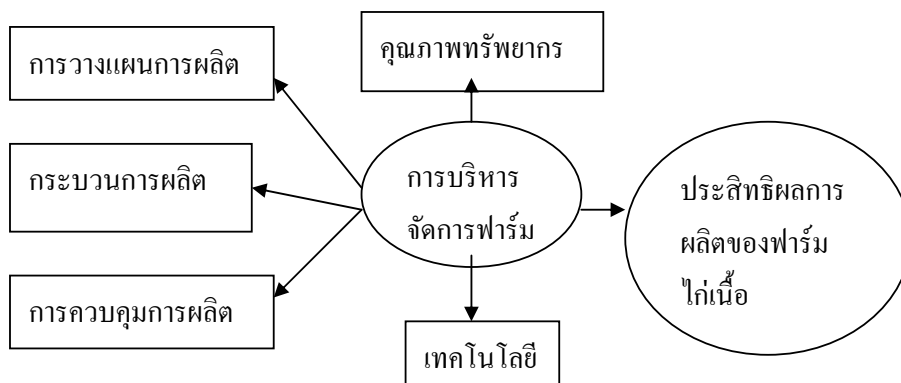 การวางแผนการผลิต
คุณภาพทรัพยากร
กระบวนการผลิต
การบริหาร
จัดการฟาร์ม
ประสิทธิผลการ
ผลิตของฟาร์ม
ไก่เนื้อ
การควบคุมการผลิต
เทคโนโลยี